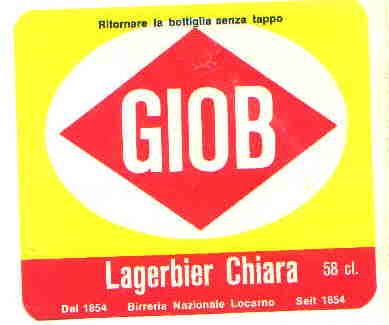 Ritornare la bottiglia senza tappo
GIOB
Lagerbier Chiara 58 cl.
Dal 1854 Birreria Nazionale Locarno Seit 1854